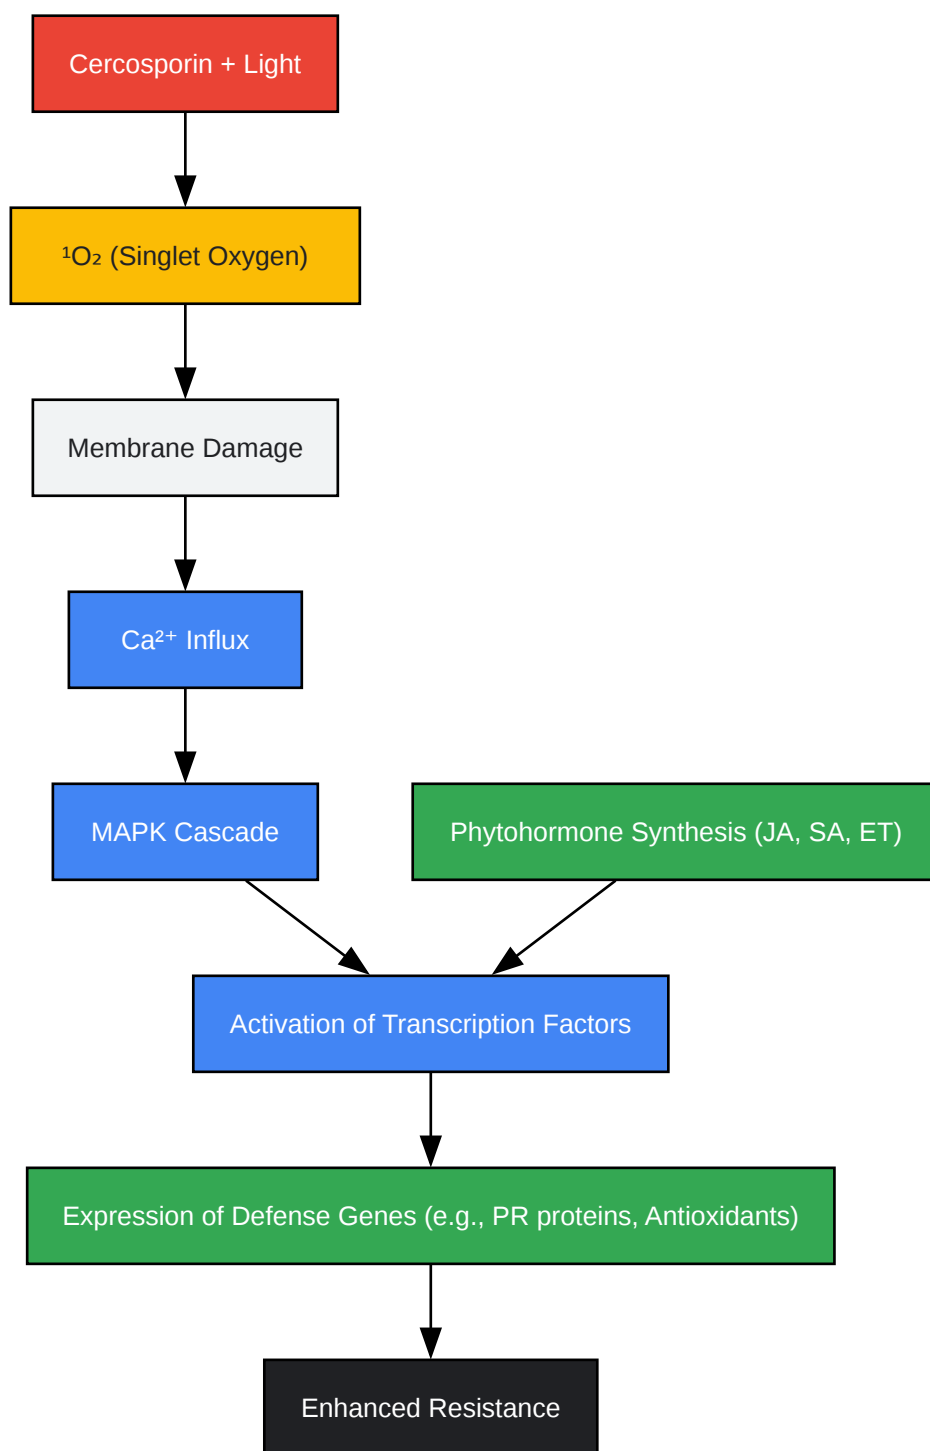 Cercosporin + Light
¹O₂ (Singlet Oxygen)
Membrane Damage
Ca²⁺ Influx
MAPK Cascade
Phytohormone Synthesis (JA, SA, ET)
Activation of Transcription Factors
Expression of Defense Genes (e.g., PR proteins, Antioxidants)
Enhanced Resistance